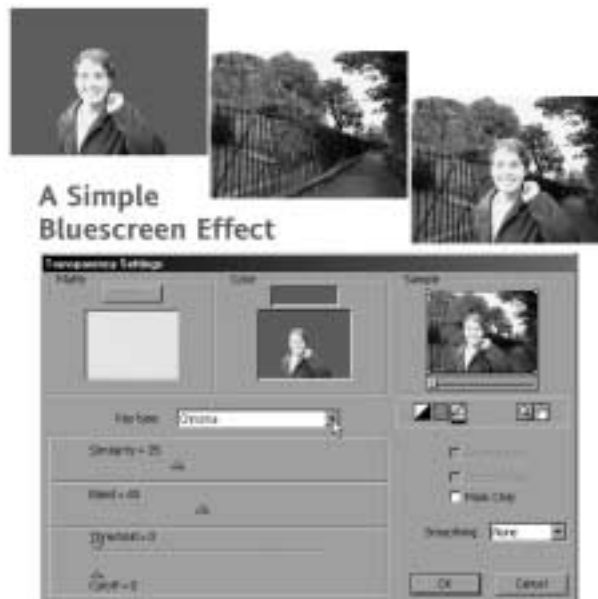 A Simple
Bluescreen Effect
Transparency Settings
Matte Color Sample
Key type: Chroma
Similarity = 35
Blend =
Threshold = 0
Cutoff = 0
Mask Only
Smoothing: None
OK Cancel